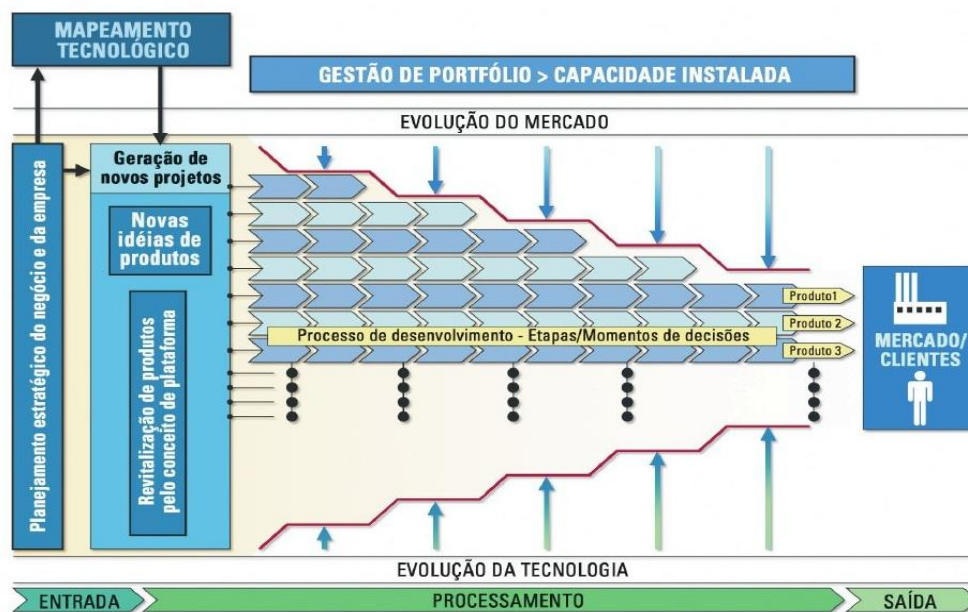 MAPEAMENTO
TECNOLÓGICO
GESTÃO DE PORTFÓLIO > CAPACIDADE INSTALADA
EVOLUÇÃO DO MERCADO
Planejamento estratégico do negócio e da empresa
Geração de
novos projetos
Novas
idéias de
produtos
Revitalização de produtos
pelo conceito de plataforma
Produto1
Produto 2
Processo de desenvolvimento - Etapas/Momentos de decisões
Produto 3
MERCADO/
CLIENTES
EVOLUÇÃO DA TECNOLOGIA
ENTRADA
PROCESSAMENTO
SAÍDA